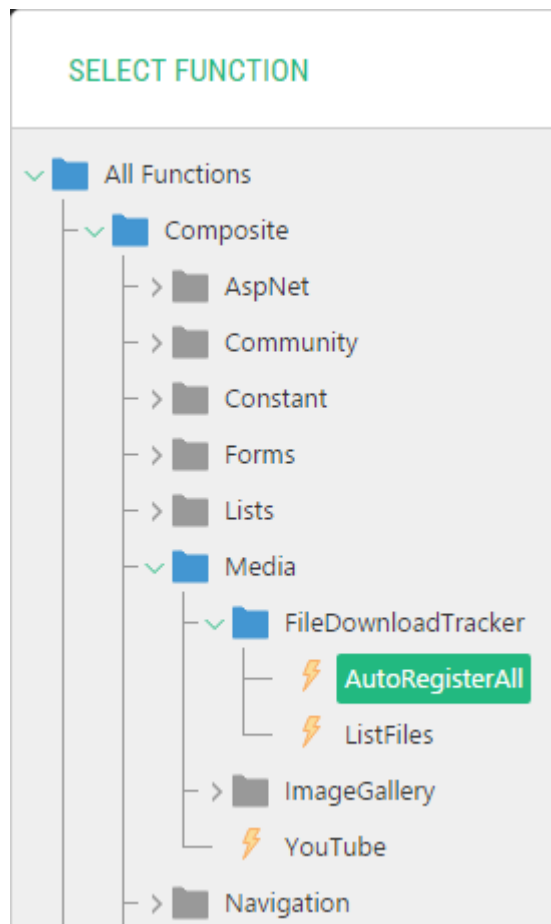 SELECT FUNCTION
All Functions
Composite
AspNet
Community
Constant
Forms
Lists
Media
FileDownloadTracker
AutoRegisterAll
ListFiles
ImageGallery
YouTube
Navigation